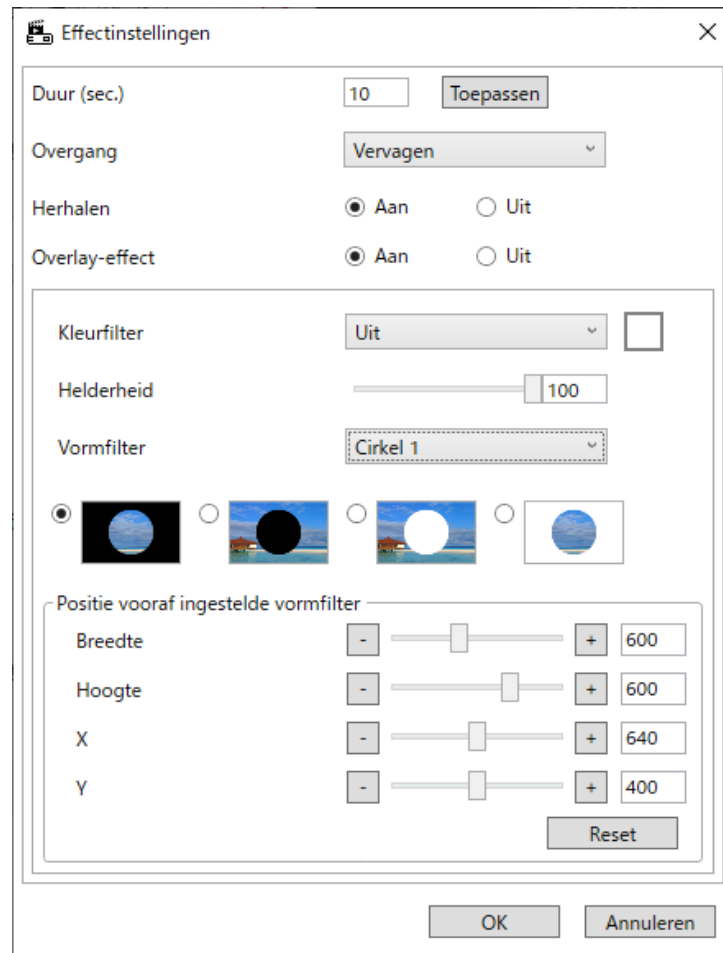 Effectinstellingen
Duur (sec.) 10 Toepassen
Overgang Vervagen
Herhalen Aan Uit
Overlay-effect Aan Uit
Kleurfilter Uit
Helderheid 100
Vormfilter Cirkel 1
Positie vooraf ingestelde vormfilter
Breedte - + 600
Hoogte - + 600
X - + 640
Y - + 400
Reset
OK Annuleren